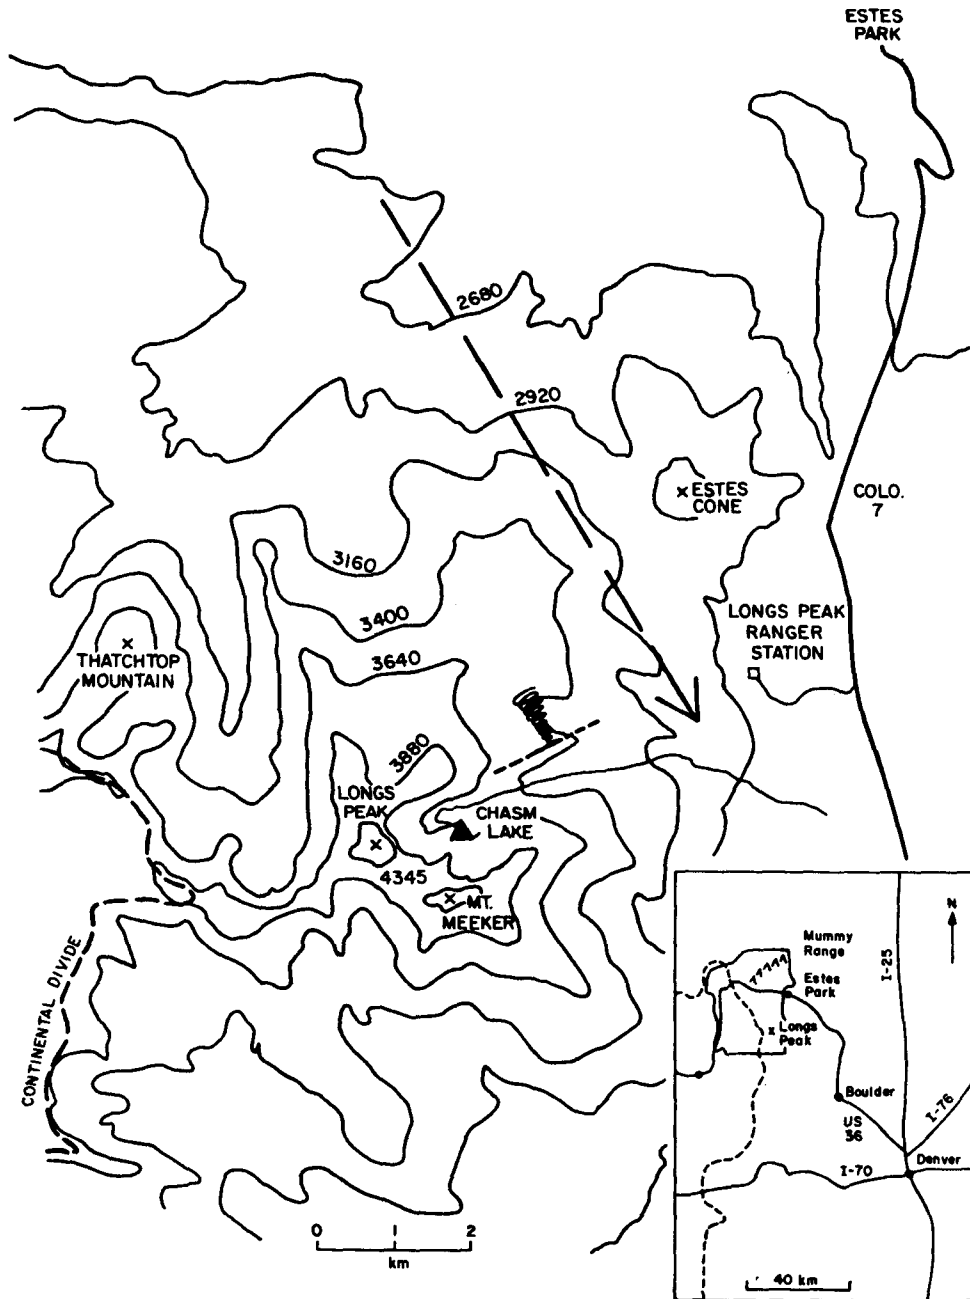 ESTES
PARK
2680
2920
×ESTES
CONE
COLO.
7
3160
3400
LONGS PEAK
RANGER
STATION
×
THATCHTOP
MOUNTAIN
3640
3880
LONGS
PEAK
×
CHASM
LAKE
4345
×MT.
MEEKER
CONTINENTAL DIVIDE
0 1 2
km
N
I-25
Mummy
Range
Estes
Park
×Longs
Peak
Boulder
US
36
I-76
I-70
Denver
40 km